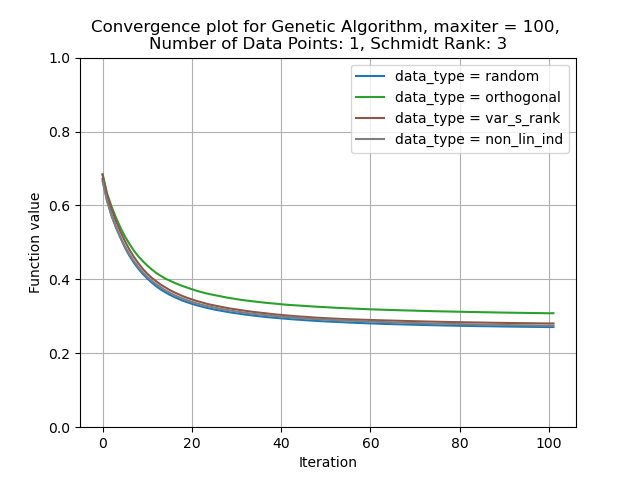 Convergence plot for Genetic Algorithm, maxiter = 100,
Number of Data Points: 1, Schmidt Rank: 3
data_type = random
data_type = orthogonal
data_type = var_s_rank
data_type = non_lin_ind
Function value
1.0
0.8
0.6
0.4
0.2
0.0
0 20 40 60 80 100
Iteration